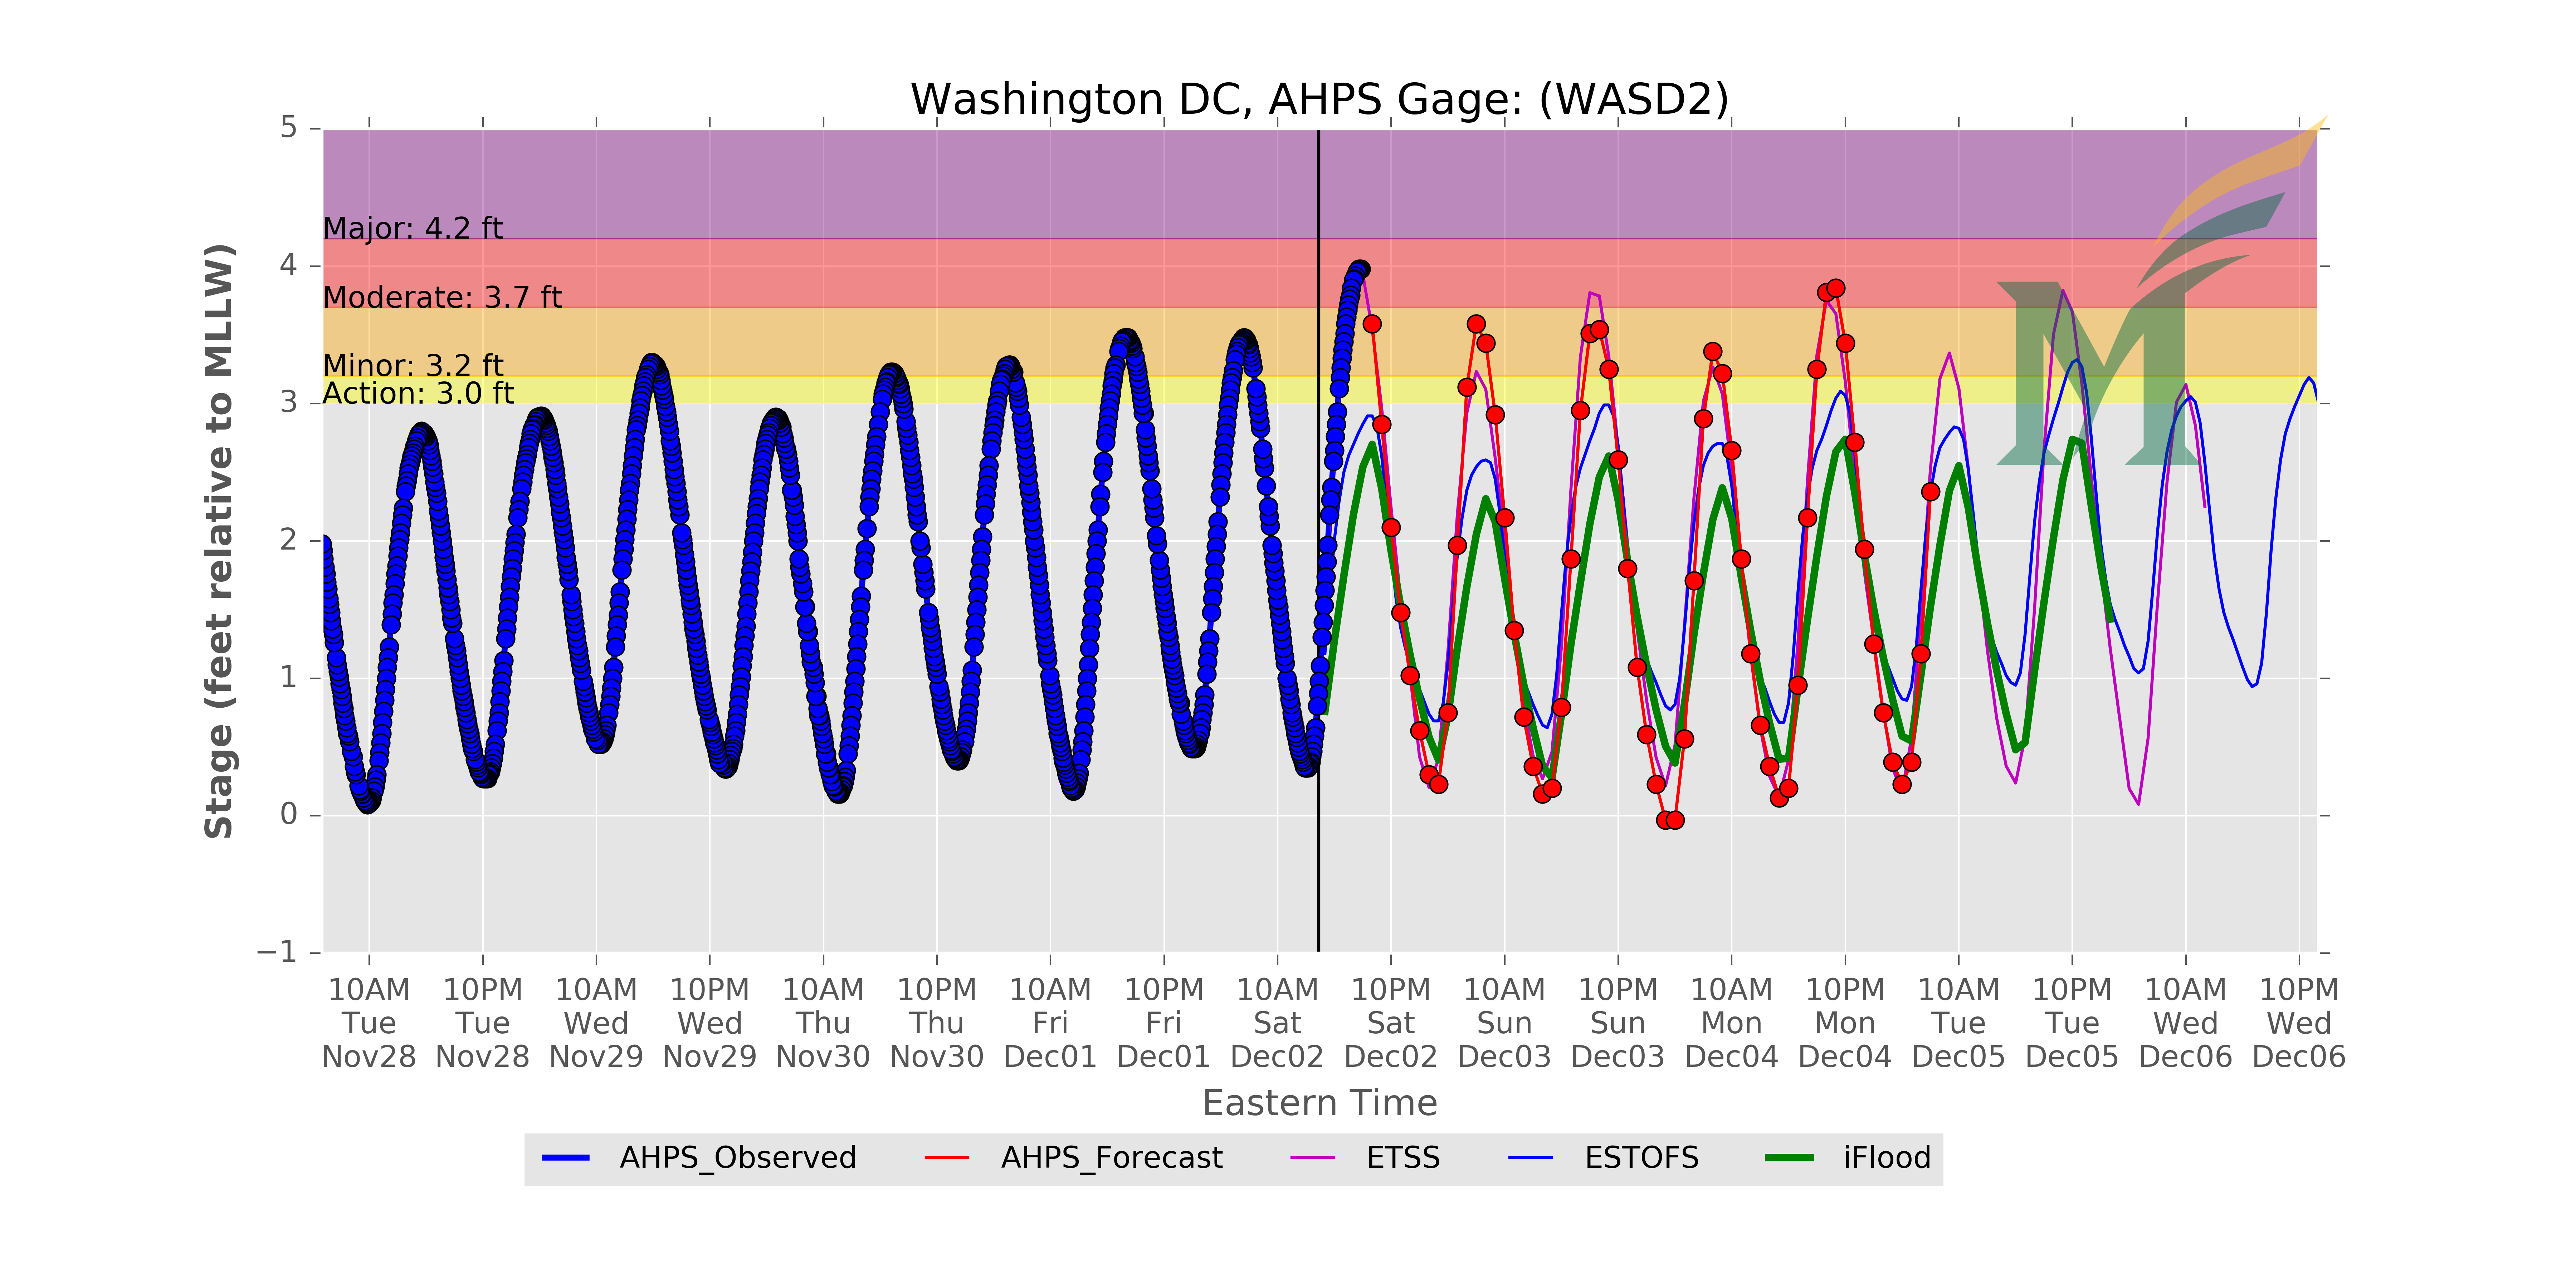 Washington DC, AHPS Gage: (WASD2)
5
Major: 4.2 ft
4
Moderate: 3.7 ft
Minor: 3.2 ft
Action: 3.0 ft
3
2
1
0
−1
Stage (feet relative to MLLW)
10AM 10PM 10AM 10PM 10AM 10PM 10AM 10PM 10AM 10PM 10AM 10PM 10AM 10PM 10AM 10PM 10AM 10PM
Tue Tue Wed Wed Thu Thu Fri Fri Sat Sat Sun Sun Mon Mon Tue Tue Wed Wed
Nov28 Nov28 Nov29 Nov29 Nov30 Nov30 Dec01 Dec01 Dec02 Dec02 Dec03 Dec03 Dec04 Dec04 Dec05 Dec05 Dec06 Dec06
Eastern Time
AHPS_Observed AHPS_Forecast ETSS ESTOFS iFlood